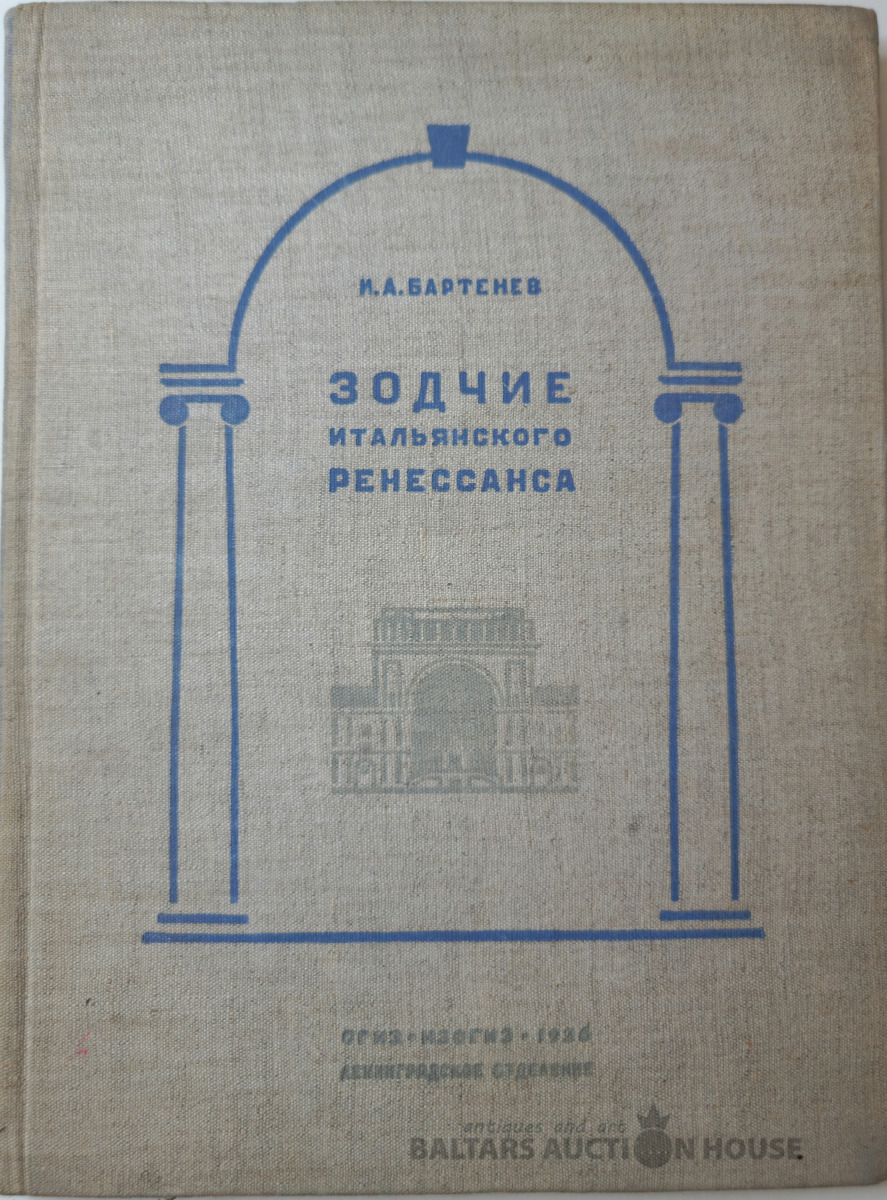 И.А.БАРТЕНЕВ
ЗОДЧИЕ
ИТАЛЬЯНСКОГО
РЕНЕССАНСА
ОГИЗ • ИЗОГИЗ • 1936
ЛЕНИНГРАДСКОЕ ОТДЕЛЕНИЕ
antiques and art
BALTARS AUCTION HOUSE